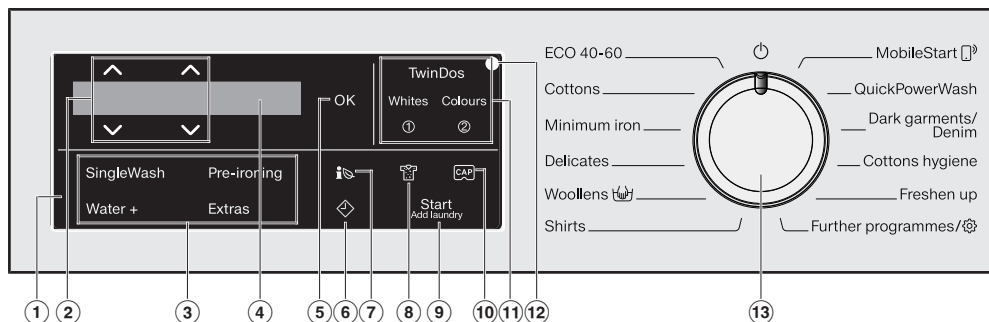 TwinDos
OK
Whites Colours
① ②
SingleWash Pre-ironing
Water + Extras
CAP
Start
Add laundry
① ② ③ ④ ⑤ ⑥ ⑦ ⑧ ⑨ ⑩ ⑪ ⑫ ⑬
ECO 40-60
Cottons
Minimum iron
Delicates
Woollens
Shirts
MobileStart
QuickPowerWash
Dark garments/
Denim
Cottons hygiene
Freshen up
Further programmes/